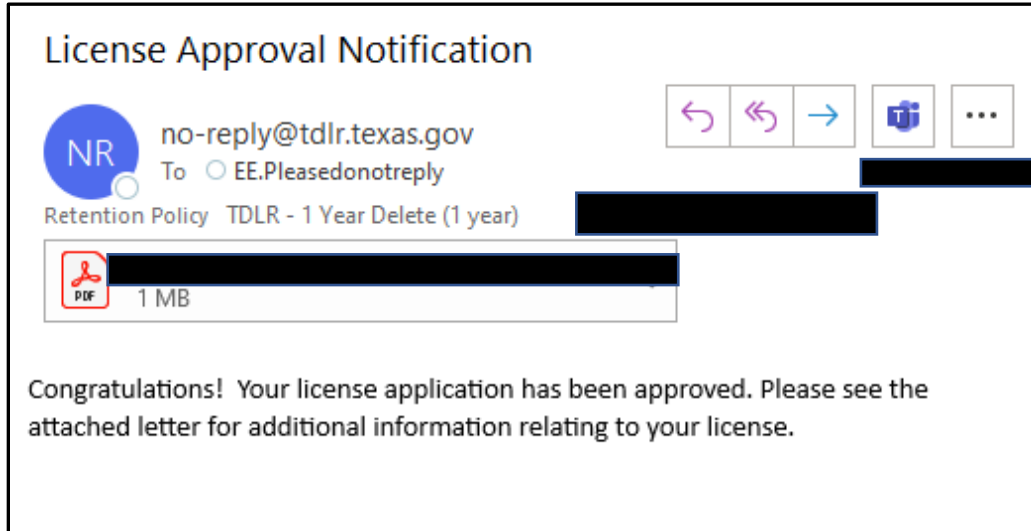 License Approval Notification
NR
no-reply@tdlr.texas.gov
To EE.Pleasedonotreply
Retention Policy TDLR - 1 Year Delete (1 year)
PDF
1 MB
Congratulations!  Your license application has been approved. Please see the
attached letter for additional information relating to your license.